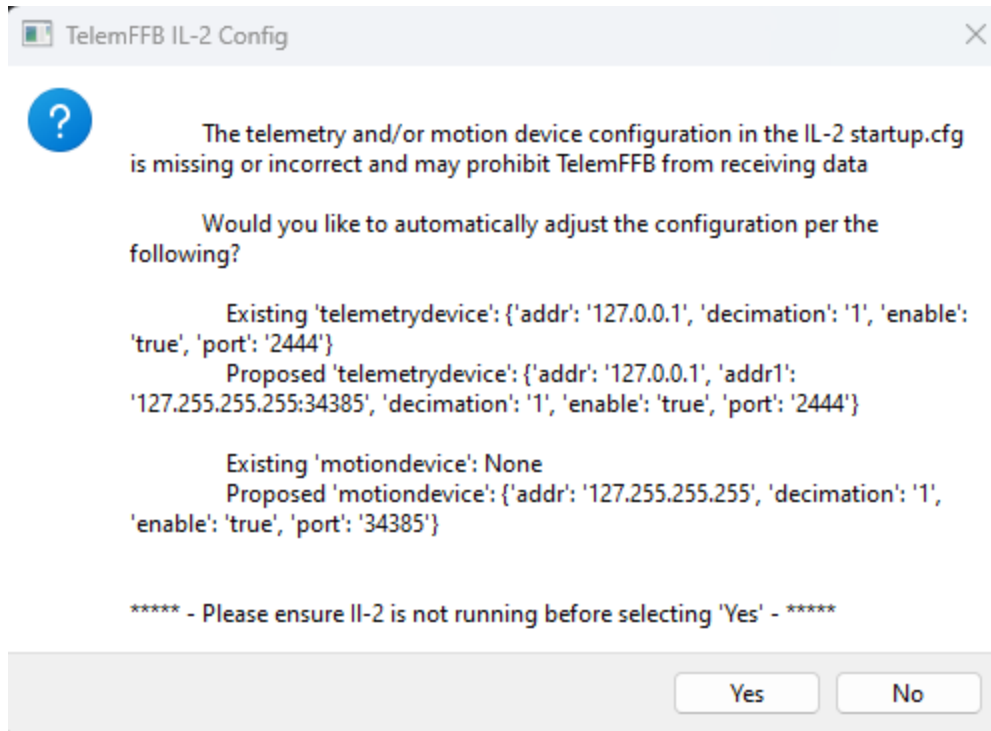 TelemFFB IL-2 Config
The telemetry and/or motion device configuration in the IL-2 startup.cfg
is missing or incorrect and may prohibit TelemFFB from receiving data
Would you like to automatically adjust the configuration per the
following?
Existing 'telemetrydevice': {'addr': '127.0.0.1', 'decimation': '1', 'enable':
'true', 'port': '2444'}
Proposed 'telemetrydevice': {'addr': '127.0.0.1', 'addr1':
'127.255.255.255:34385', 'decimation': '1', 'enable': 'true', 'port': '2444'}
Existing 'motiondevice': None
Proposed 'motiondevice': {'addr': '127.255.255.255', 'decimation': '1',
'enable': 'true', 'port': '34385'}
***** - Please ensure Il-2 is not running before selecting 'Yes' - *****
Yes
No